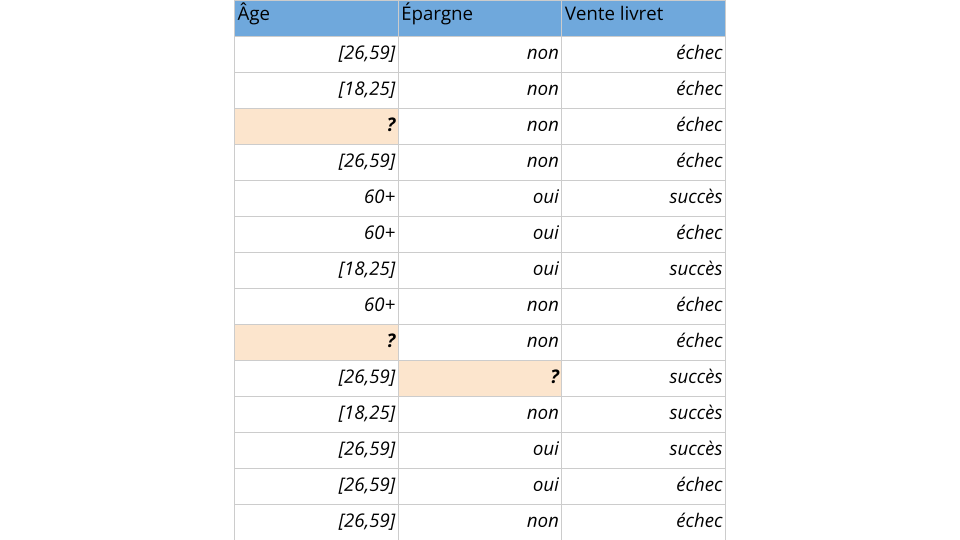 Âge Épargne Vente livret
[26,59] non échec
[18,25] non échec
? non échec
[26,59] non échec
60+ oui succès
60+ oui échec
[18,25] oui succès
60+ non échec
? non échec
[26,59] ? succès
[18,25] non succès
[26,59] oui succès
[26,59] oui échec
[26,59] non échec